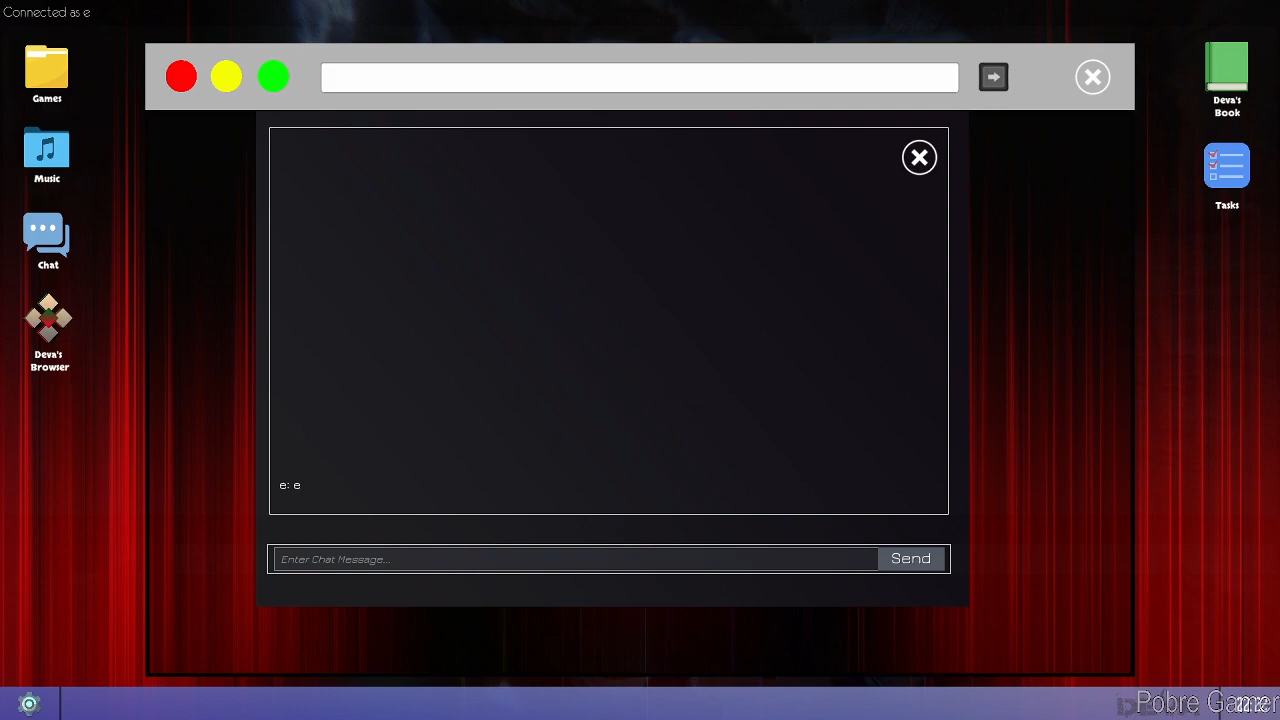 Connected as e
Games
Music
Chat
Deva's
Browser
Deva's
Book
Tasks
e: e
Enter Chat Message...
Send
Pobre Gamer